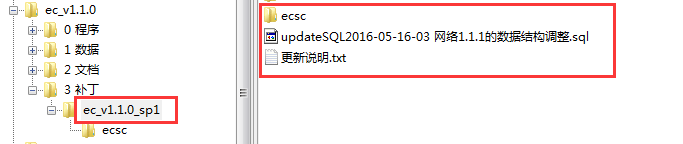 ec_v1.1.0
0 程序
1 数据
2 文档
3 补丁
ec_v1.1.0_sp1
ecsc
ecsc
updateSQL2016-05-16-03 网络1.1.1的数据结构调整.sql
更新说明.txt